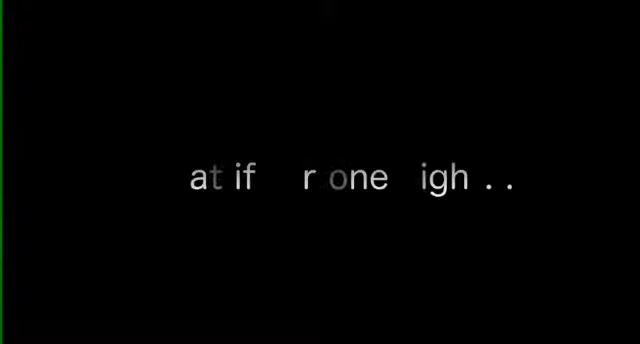 at if r one igh ..